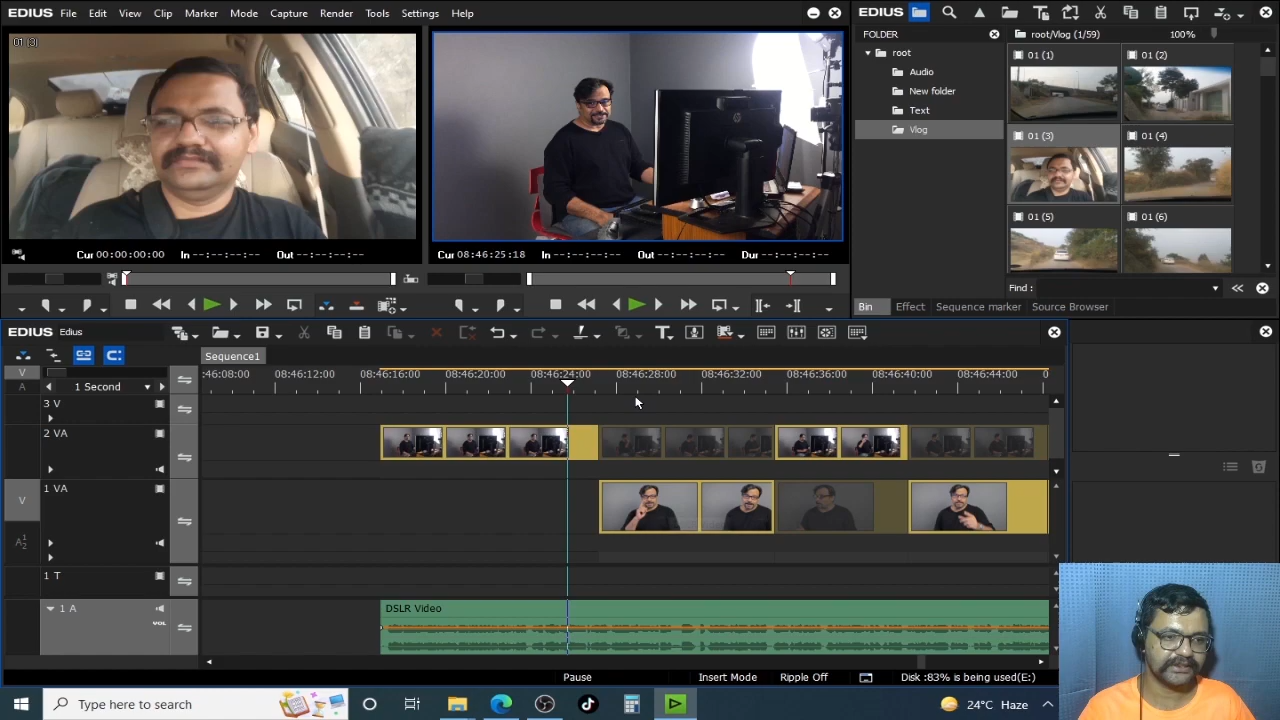 EDIUS File Edit View Clip Marker Mode Capture Render Tools Settings Help
01 (3)
Cur 00:00:00:00 In --:--:--:-- Out --:--:--:--
Cur 08:46:25:18 In --:--:--:-- Out --:--:--:-- Dur --:--:--:--
EDIUS
FOLDER
root/Vlog (1/59) 100%
root
Audio
New folder
Text
Vlog
01 (1) 01 (2)
01 (3) 01 (4)
01 (5) 01 (6)
Find :
Bin Effect Sequence marker Source Browser
EDIUS Edius
Sequence1
V
A 1 Second
:46:08:00 08:46:12:00 08:46:16:00 08:46:20:00 08:46:24:00 08:46:28:00 08:46:32:00 08:46:36:00 08:46:40:00 08:46:44:00 0
3 V
2 VA
1 VA
V
A 1 2
1 T
1 A
VOL
DSLR Video
Pause Insert Mode Ripple Off Disk :83% is being used(E:)
Type here to search
24°C Haze